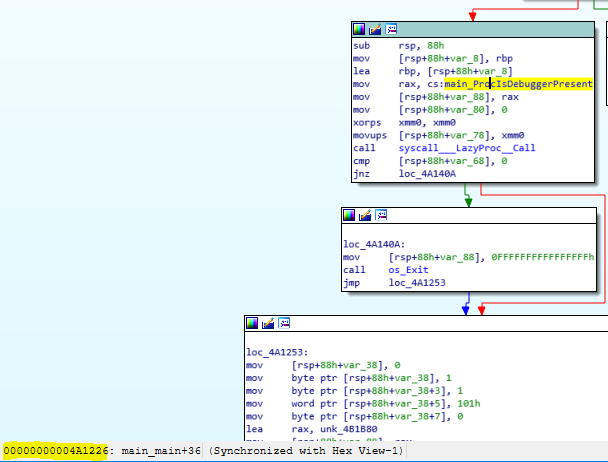 sub rsp, 88h
mov [rsp+88h+var_8], rbp
lea rbp, [rsp+88h+var_8]
mov rax, cs:main_ProcIsDebuggerPresent
mov [rsp+88h+var_88], rax
mov [rsp+88h+var_80], 0
xorps xmm0, xmm0
movups [rsp+88h+var_78], xmm0
call syscall___LazyProc__Call
cmp [rsp+88h+var_68], 0
jnz loc_4A140A
loc_4A140A:
mov [rsp+88h+var_88], 0FFFFFFFFFFFFFFFFh
call os_Exit
jmp loc_4A1253
loc_4A1253:
mov [rsp+88h+var_38], 0
mov byte ptr [rsp+88h+var_38], 1
mov byte ptr [rsp+88h+var_38+3], 1
mov word ptr [rsp+88h+var_38+5], 101h
mov byte ptr [rsp+88h+var_38+7], 0
lea rax, unk_4B1B80
00000000004A1226: main_main+36 (Synchronized with Hex View-1)